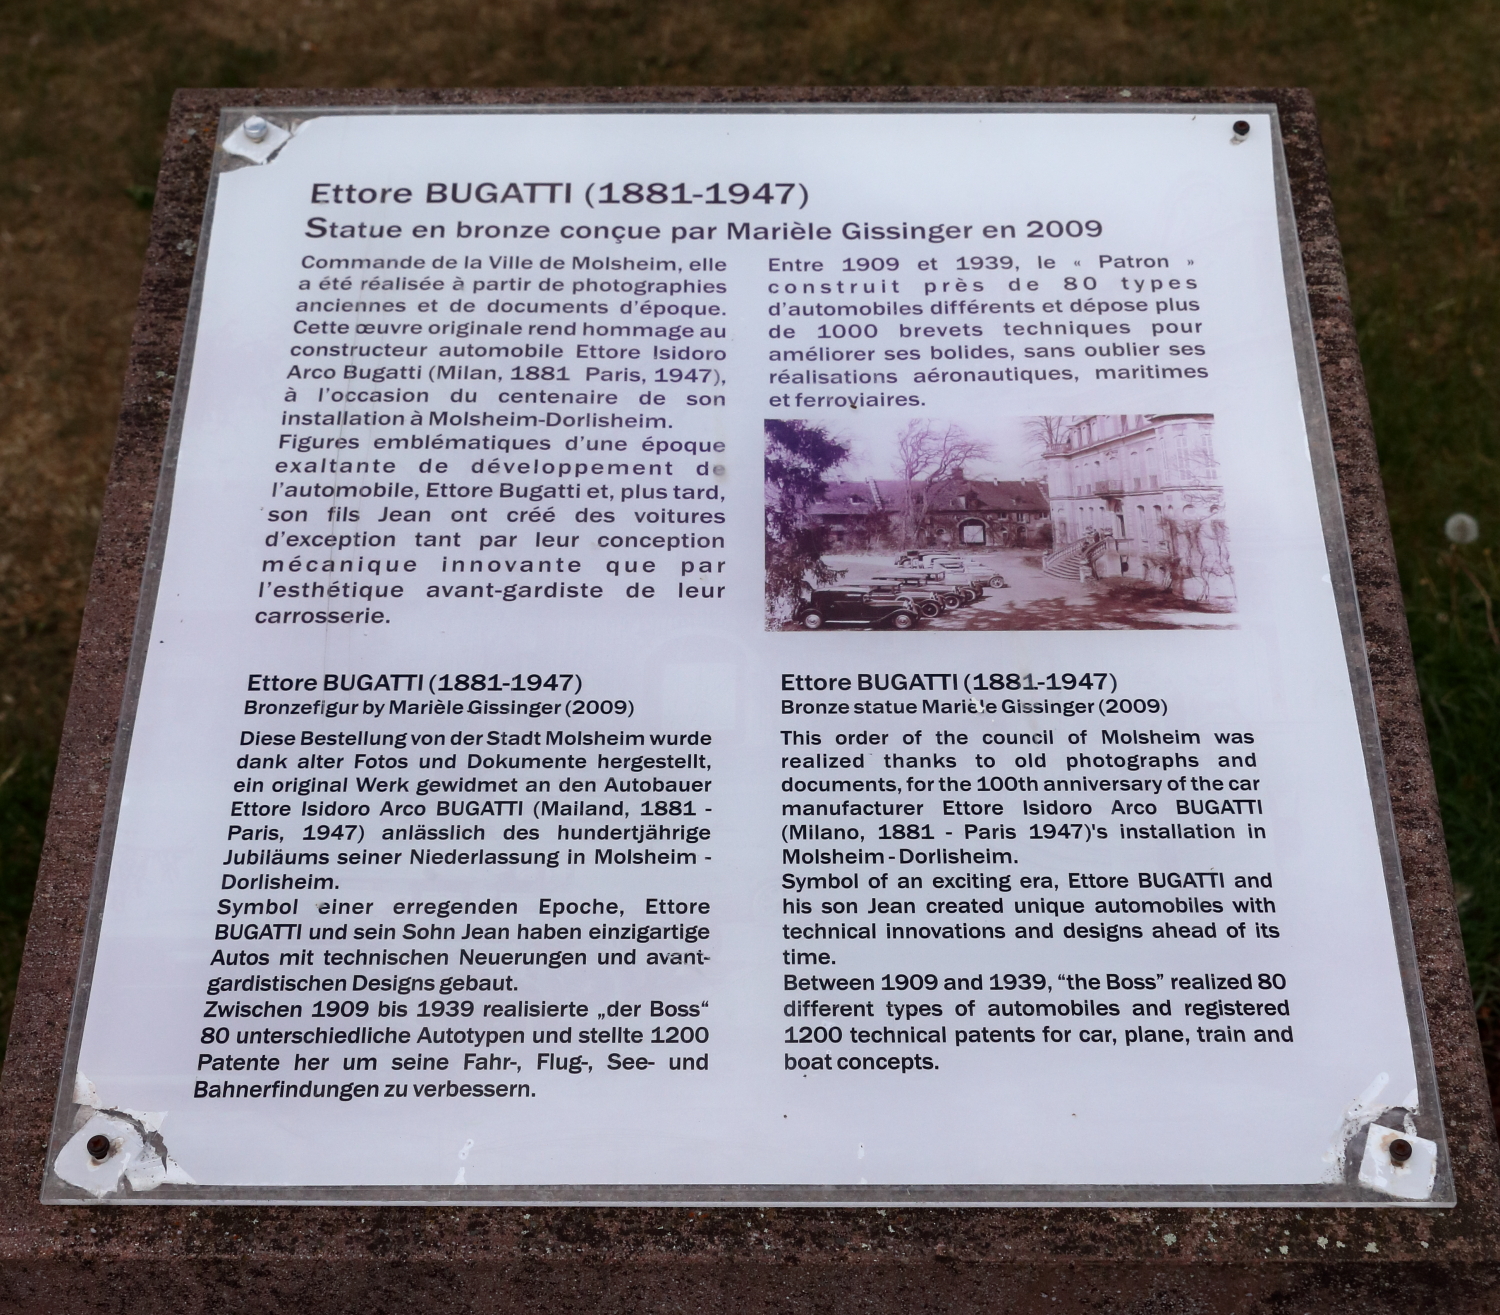 Ettore BUGATTI (1881-1947)
Statue en bronze conçue par Marièle Gissinger en 2009
Commande de la Ville de Molsheim, elle
a été réalisée à partir de photographies
anciennes et de documents d'époque.
Cette œuvre originale rend hommage au
constructeur automobile Ettore Isidoro
Arco Bugatti (Milan, 1881 Paris, 1947),
à l'occasion du centenaire de son
installation à Molsheim-Dorlisheim.
Figures emblématiques d'une époque
exaltante de développement de
l'automobile, Ettore Bugatti et, plus tard,
son fils Jean ont créé des voitures
d'exception tant par leur conception
mécanique innovante que par
l'esthétique avant-gardiste de leur
carrosserie.
Entre 1909 et 1939, le « Patron »
construit près de 80 types
d'automobiles différents et dépose plus
de 1000 brevets techniques pour
améliorer ses bolides, sans oublier ses
réalisations aéronautiques, maritimes
et ferroviaires.
Ettore BUGATTI (1881-1947)
Bronzefigur by Marièle Gissinger (2009)
Diese Bestellung von der Stadt Molsheim wurde
dank alter Fotos und Dokumente hergestellt,
ein original Werk gewidmet an den Autobauer
Ettore Isidoro Arco BUGATTI (Mailand, 1881 -
Paris, 1947) anlässlich des hundertjährige
Jubiläums seiner Niederlassung in Molsheim -
Dorlisheim.
Symbol einer erregenden Epoche, Ettore
BUGATTI und sein Sohn Jean haben einzigartige
Autos mit technischen Neuerungen und avant-
gardistischen Designs gebaut.
Zwischen 1909 bis 1939 realisierte „der Boss“
80 unterschiedliche Autotypen und stellte 1200
Patente her um seine Fahr-, Flug-, See- und
Bahnerfindungen zu verbessern.
Ettore BUGATTI (1881-1947)
Bronze statue Marièle Gissinger (2009)
This order of the council of Molsheim was
realized thanks to old photographs and
documents, for the 100th anniversary of the car
manufacturer Ettore Isidoro Arco BUGATTI
(Milano, 1881 - Paris 1947)'s installation in
Molsheim - Dorlisheim.
Symbol of an exciting era, Ettore BUGATTI and
his son Jean created unique automobiles with
technical innovations and designs ahead of its
time.
Between 1909 and 1939, “the Boss” realized 80
different types of automobiles and registered
1200 technical patents for car, plane, train and
boat concepts.